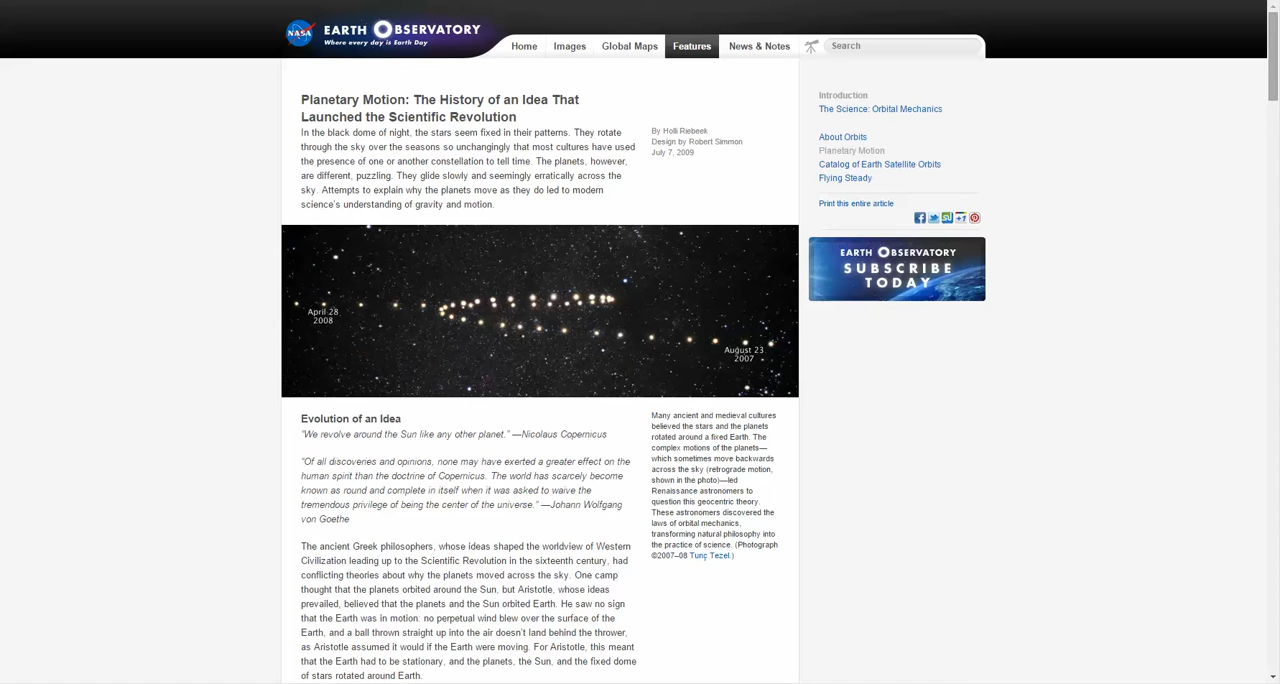 NASA
EARTH OBSERVATORY
Where every day is Earth Day
Home Images Global Maps Features News & Notes Search
Planetary Motion: The History of an Idea That
Launched the Scientific Revolution
In the black dome of night, the stars seem fixed in their patterns. They rotate
through the sky over the seasons so unchangingly that most cultures have used
the presence of one or another constellation to tell time. The planets, however,
are different, puzzling. They glide slowly and seemingly erratically across the
sky. Attempts to explain why the planets move as they do led to modern
science's understanding of gravity and motion.
By Holli Riebeek
Design by Robert Simmon
July 7, 2009
April 28
2008
August 23
2007
Evolution of an Idea
“We revolve around the Sun like any other planet.” —Nicolaus Copernicus
“Of all discoveries and opinions, none may have exerted a greater effect on the
human spirit than the doctrine of Copernicus. The world has scarcely become
known as round and complete in itself when it was asked to waive the
tremendous privilege of being the center of the universe.” —Johann Wolfgang
von Goethe
The ancient Greek philosophers, whose ideas shaped the worldview of Western
Civilization leading up to the Scientific Revolution in the sixteenth century, had
conflicting theories about why the planets moved across the sky. One camp
thought that the planets orbited around the Sun, but Aristotle, whose ideas
prevailed, believed that the planets and the Sun orbited Earth. He saw no sign
that the Earth was in motion: no perpetual wind blew over the surface of the
Earth, and a ball thrown straight up into the air doesn't land behind the thrower,
as Aristotle assumed it would if the Earth were moving. For Aristotle, this meant
that the Earth had to be stationary, and the planets, the Sun, and the fixed dome
of stars rotated around Earth.
Many ancient and medieval cultures
believed the stars and the planets
rotated around a fixed Earth. The
complex motions of the planets—
which sometimes move backwards
across the sky (retrograde motion,
shown in the photo)—led
Renaissance astronomers to
question this geocentric theory.
These astronomers discovered the
laws of orbital mechanics,
transforming natural philosophy into
the practice of science. (Photograph
©2007–08 Tunç Tezel.)
Introduction
The Science: Orbital Mechanics
About Orbits
Planetary Motion
Catalog of Earth Satellite Orbits
Flying Steady
Print this entire article
EARTH OBSERVATORY
SUBSCRIBE
TODAY